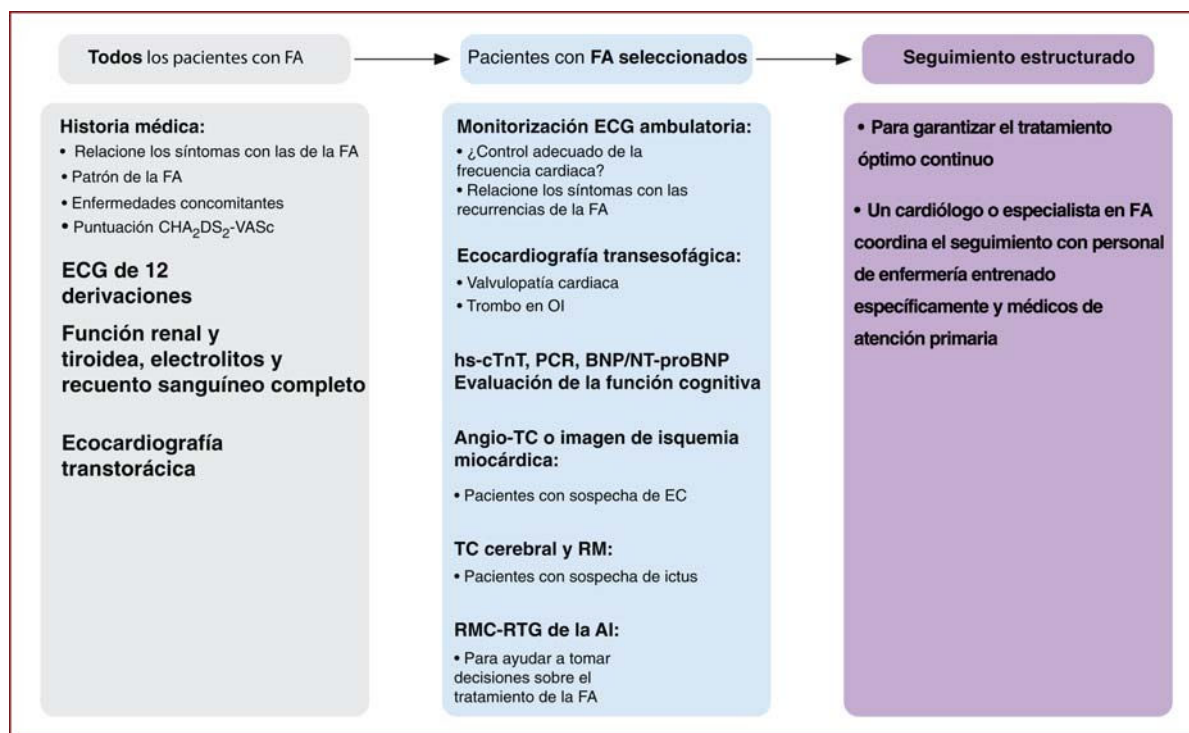 Todos los pacientes con FA
Pacientes con FA seleccionados
Seguimiento estructurado
Historia médica:
• Relacione los síntomas con las de la FA
• Patrón de la FA
• Enfermedades concomitantes
• Puntuación CHA₂DS₂-VASc
ECG de 12
derivaciones
Función renal y
tiroidea, electrolitos y
recuento sanguíneo completo
Ecocardiografía
transtorácica
Monitorización ECG ambulatoria:
• ¿Control adecuado de la
frecuencia cardiaca?
• Relacione los síntomas con las
recurrencias de la FA
Ecocardiografía transesofágica:
• Valvulopatía cardiaca
• Trombo en OI
hs-cTnT, PCR, BNP/NT-proBNP
Evaluación de la función cognitiva
Angio-TC o imagen de isquemia
miocárdica:
• Pacientes con sospecha de EC
TC cerebral y RM:
• Pacientes con sospecha de ictus
RMC-RTG de la AI:
• Para ayudar a tomar
decisiones sobre el
tratamiento de la FA
• Para garantizar el tratamiento
óptimo continuo
• Un cardiólogo o especialista en FA
coordina el seguimiento con personal
de enfermería entrenado
específicamente y médicos de
atención primaria